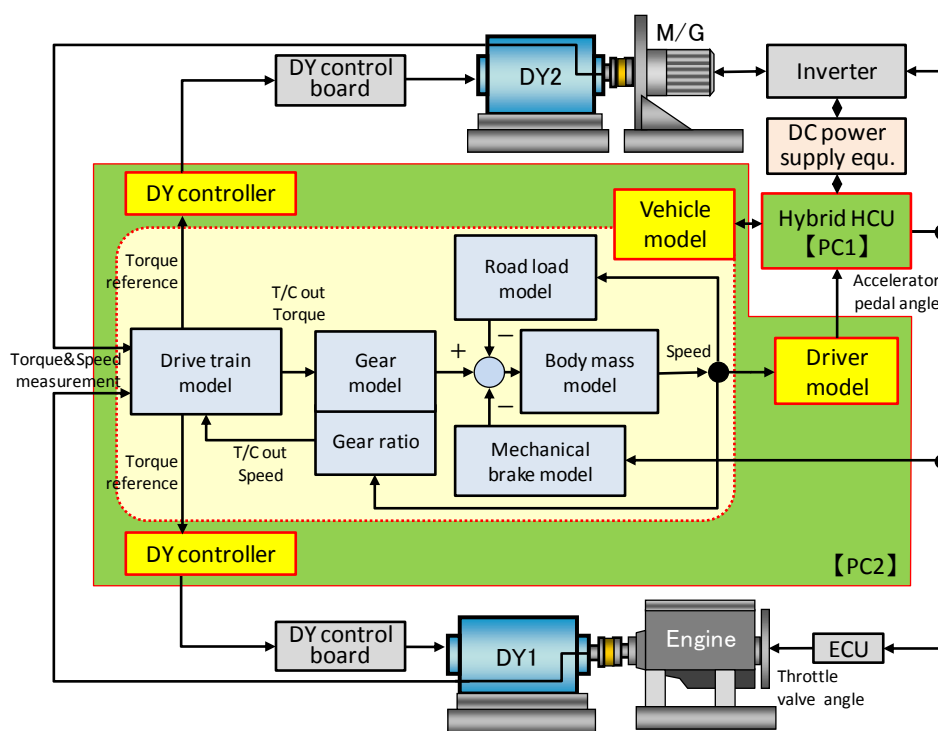 M/G
DY control
board
DY2
Inverter
DC power
supply equ.
DY controller
Vehicle
model
Hybrid HCU
【PC1】
Torque
reference
T/C out
Torque
Road load
model
Accelerator
pedal angle
Torque&Speed
measurement
Drive train
model
Gear
model
+
−
Body mass
model
Speed
Driver
model
−
Gear ratio
T/C out
Speed
Mechanical
brake model
Torque
reference
DY controller
【PC2】
DY control
board
DY1
Engine
ECU
Throttle
valve angle